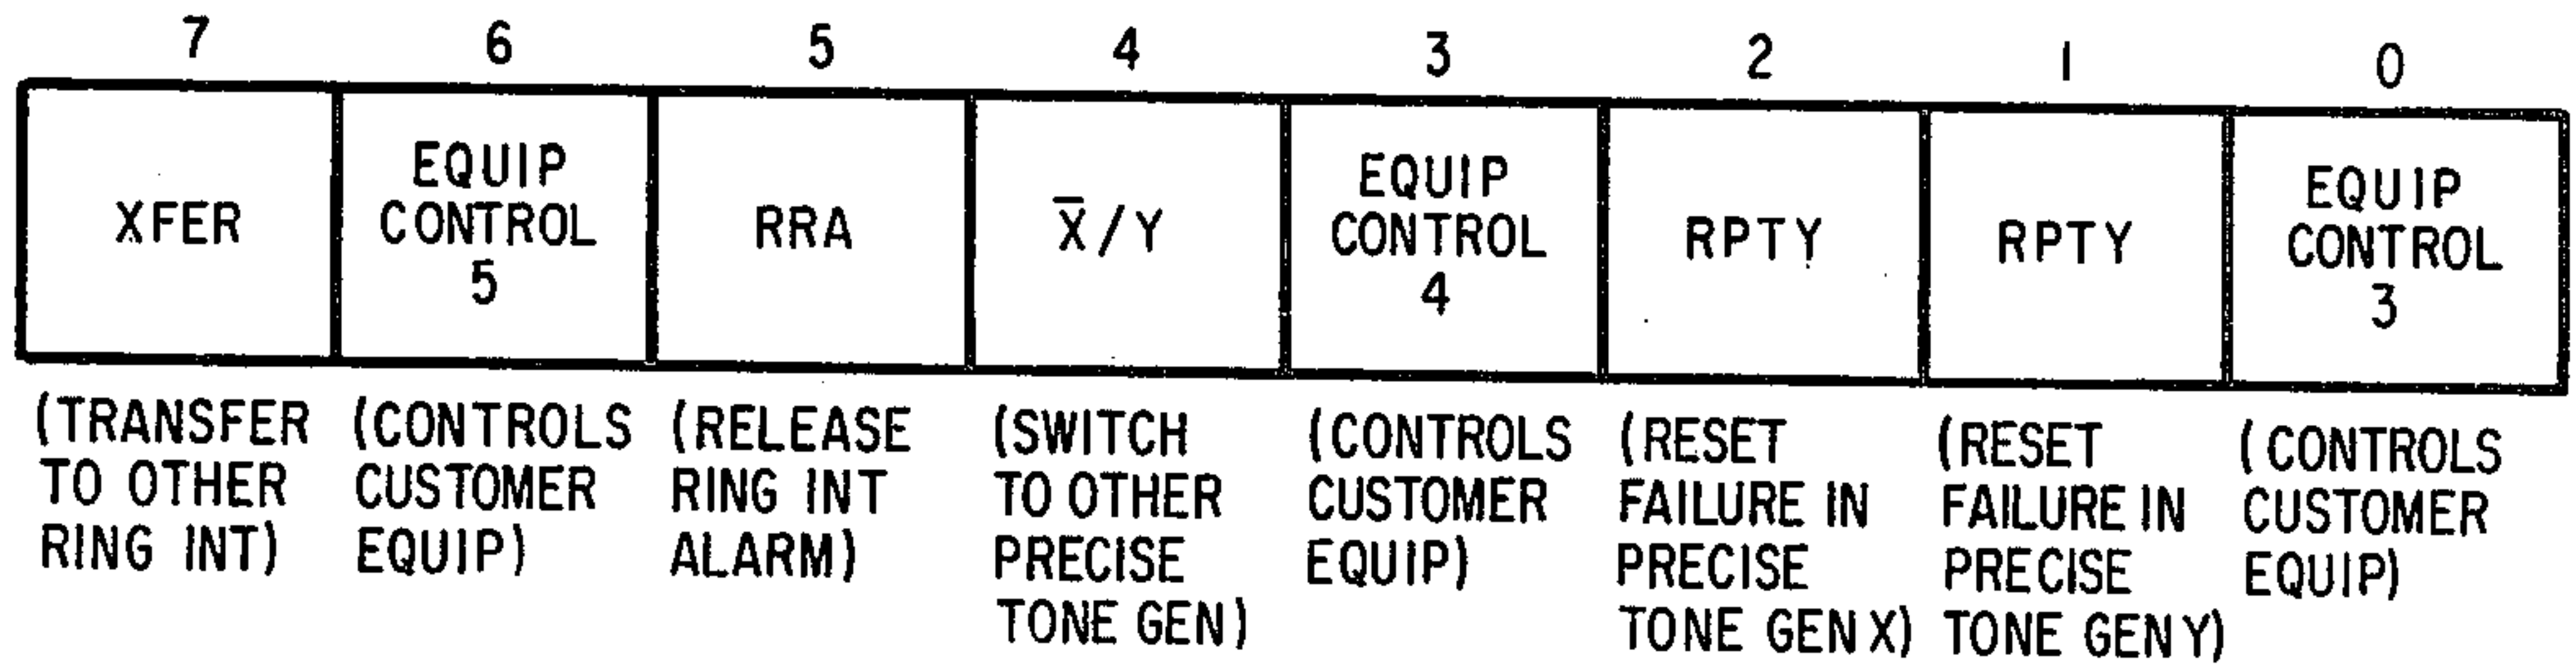 7 6 5 4 3 2 1 0
XFER
EQUIP
CONTROL
5
RRA
X̅/Y
EQUIP
CONTROL
4
RPTY
RPTY
EQUIP
CONTROL
3
(TRANSFER
TO OTHER
RING INT)
(CONTROLS
CUSTOMER
EQUIP)
(RELEASE
RING INT
ALARM)
(SWITCH
TO OTHER
PRECISE
TONE GEN)
(CONTROLS
CUSTOMER
EQUIP)
(RESET
FAILURE IN
PRECISE
TONE GEN X)
(RESET
FAILURE IN
PRECISE
TONE GEN Y)
(CONTROLS
CUSTOMER
EQUIP)